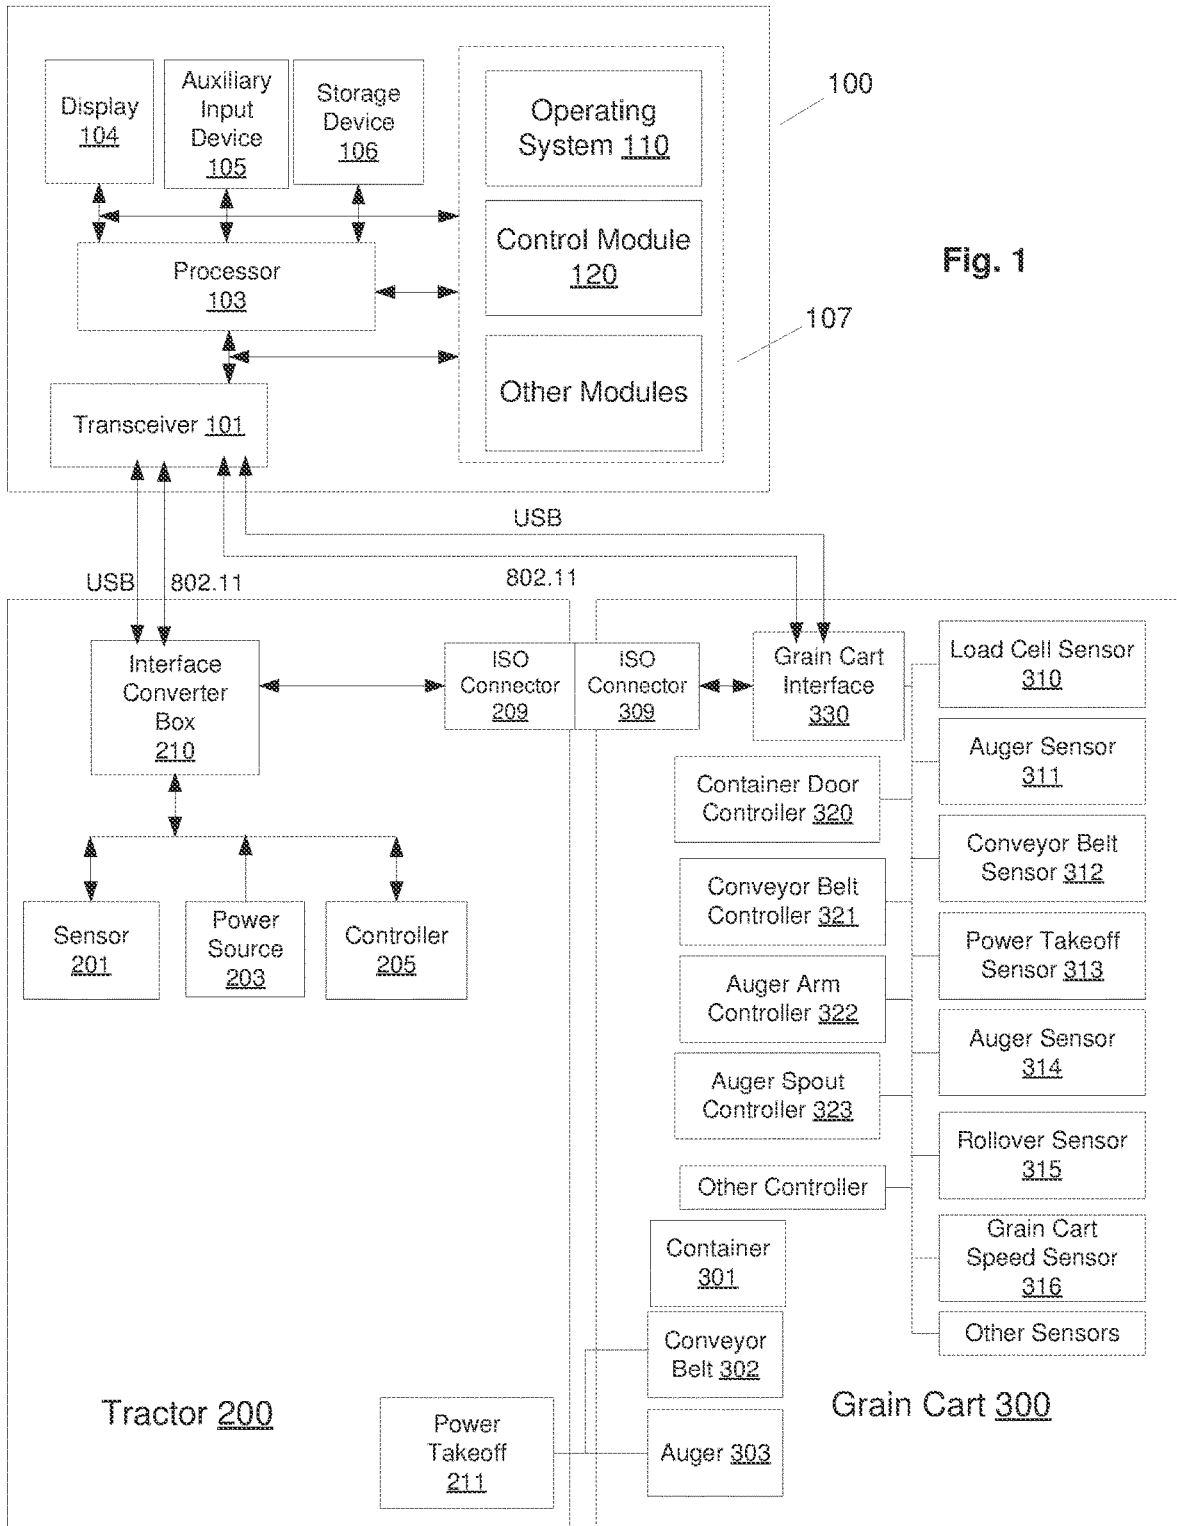 Display
104
Auxiliary
Input
Device
105
Storage
Device
106
Operating
System 110
100
Control Module
120
Fig. 1
Processor
103
107
Other Modules
Transceiver 101
USB
USB
802.11
802.11
Interface
Converter
Box
210
ISO
Connector
209
ISO
Connector
309
Grain Cart
Interface
330
Load Cell Sensor
310
Auger Sensor
311
Container Door
Controller 320
Conveyor Belt
Sensor 312
Conveyor Belt
Controller 321
Sensor
201
Power
Source
203
Controller
205
Power Takeoff
Sensor 313
Auger Arm
Controller 322
Auger Sensor
314
Auger Spout
Controller 323
Rollover Sensor
315
Other Controller
Grain Cart
Speed Sensor
316
Container
301
Other Sensors
Conveyor
Belt 302
Tractor 200
Grain Cart 300
Power
Takeoff
211
Auger 303